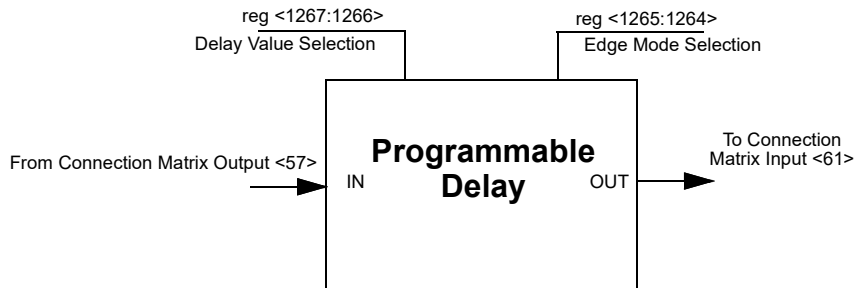 reg <1267:1266>
Delay Value Selection
reg <1265:1264>
Edge Mode Selection
From Connection Matrix Output <57>
IN
Programmable
Delay
OUT
To Connection
Matrix Input <61>